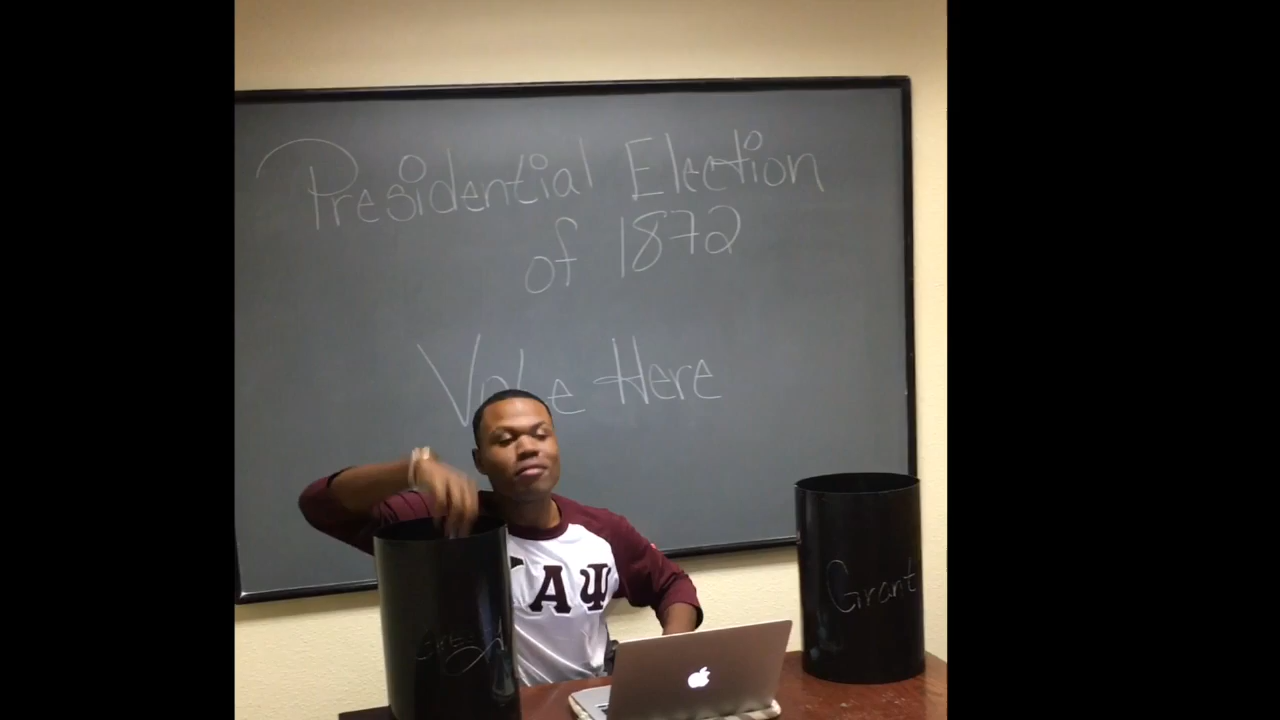 Presidential Election
of 1872
Vote Here
ΑΨ
Grant